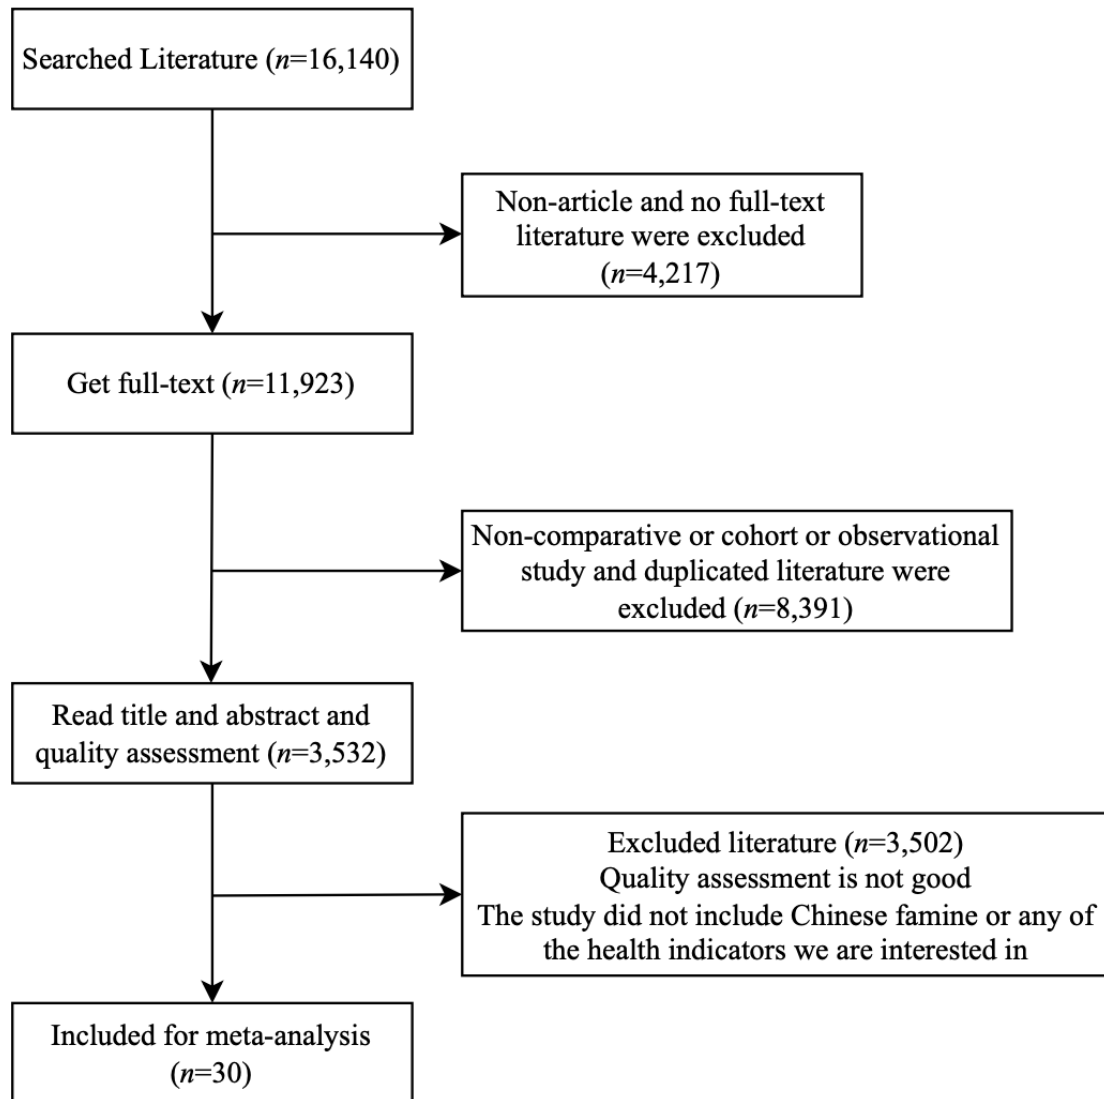 Searched Literature (n=16,140)
Non-article and no full-text
literature were excluded
(n=4,217)
Get full-text (n=11,923)
Non-comparative or cohort or observational
study and duplicated literature were
excluded (n=8,391)
Read title and abstract and
quality assessment (n=3,532)
Excluded literature (n=3,502)
Quality assessment is not good
The study did not include Chinese famine or any of
the health indicators we are interested in
Included for meta-analysis
(n=30)